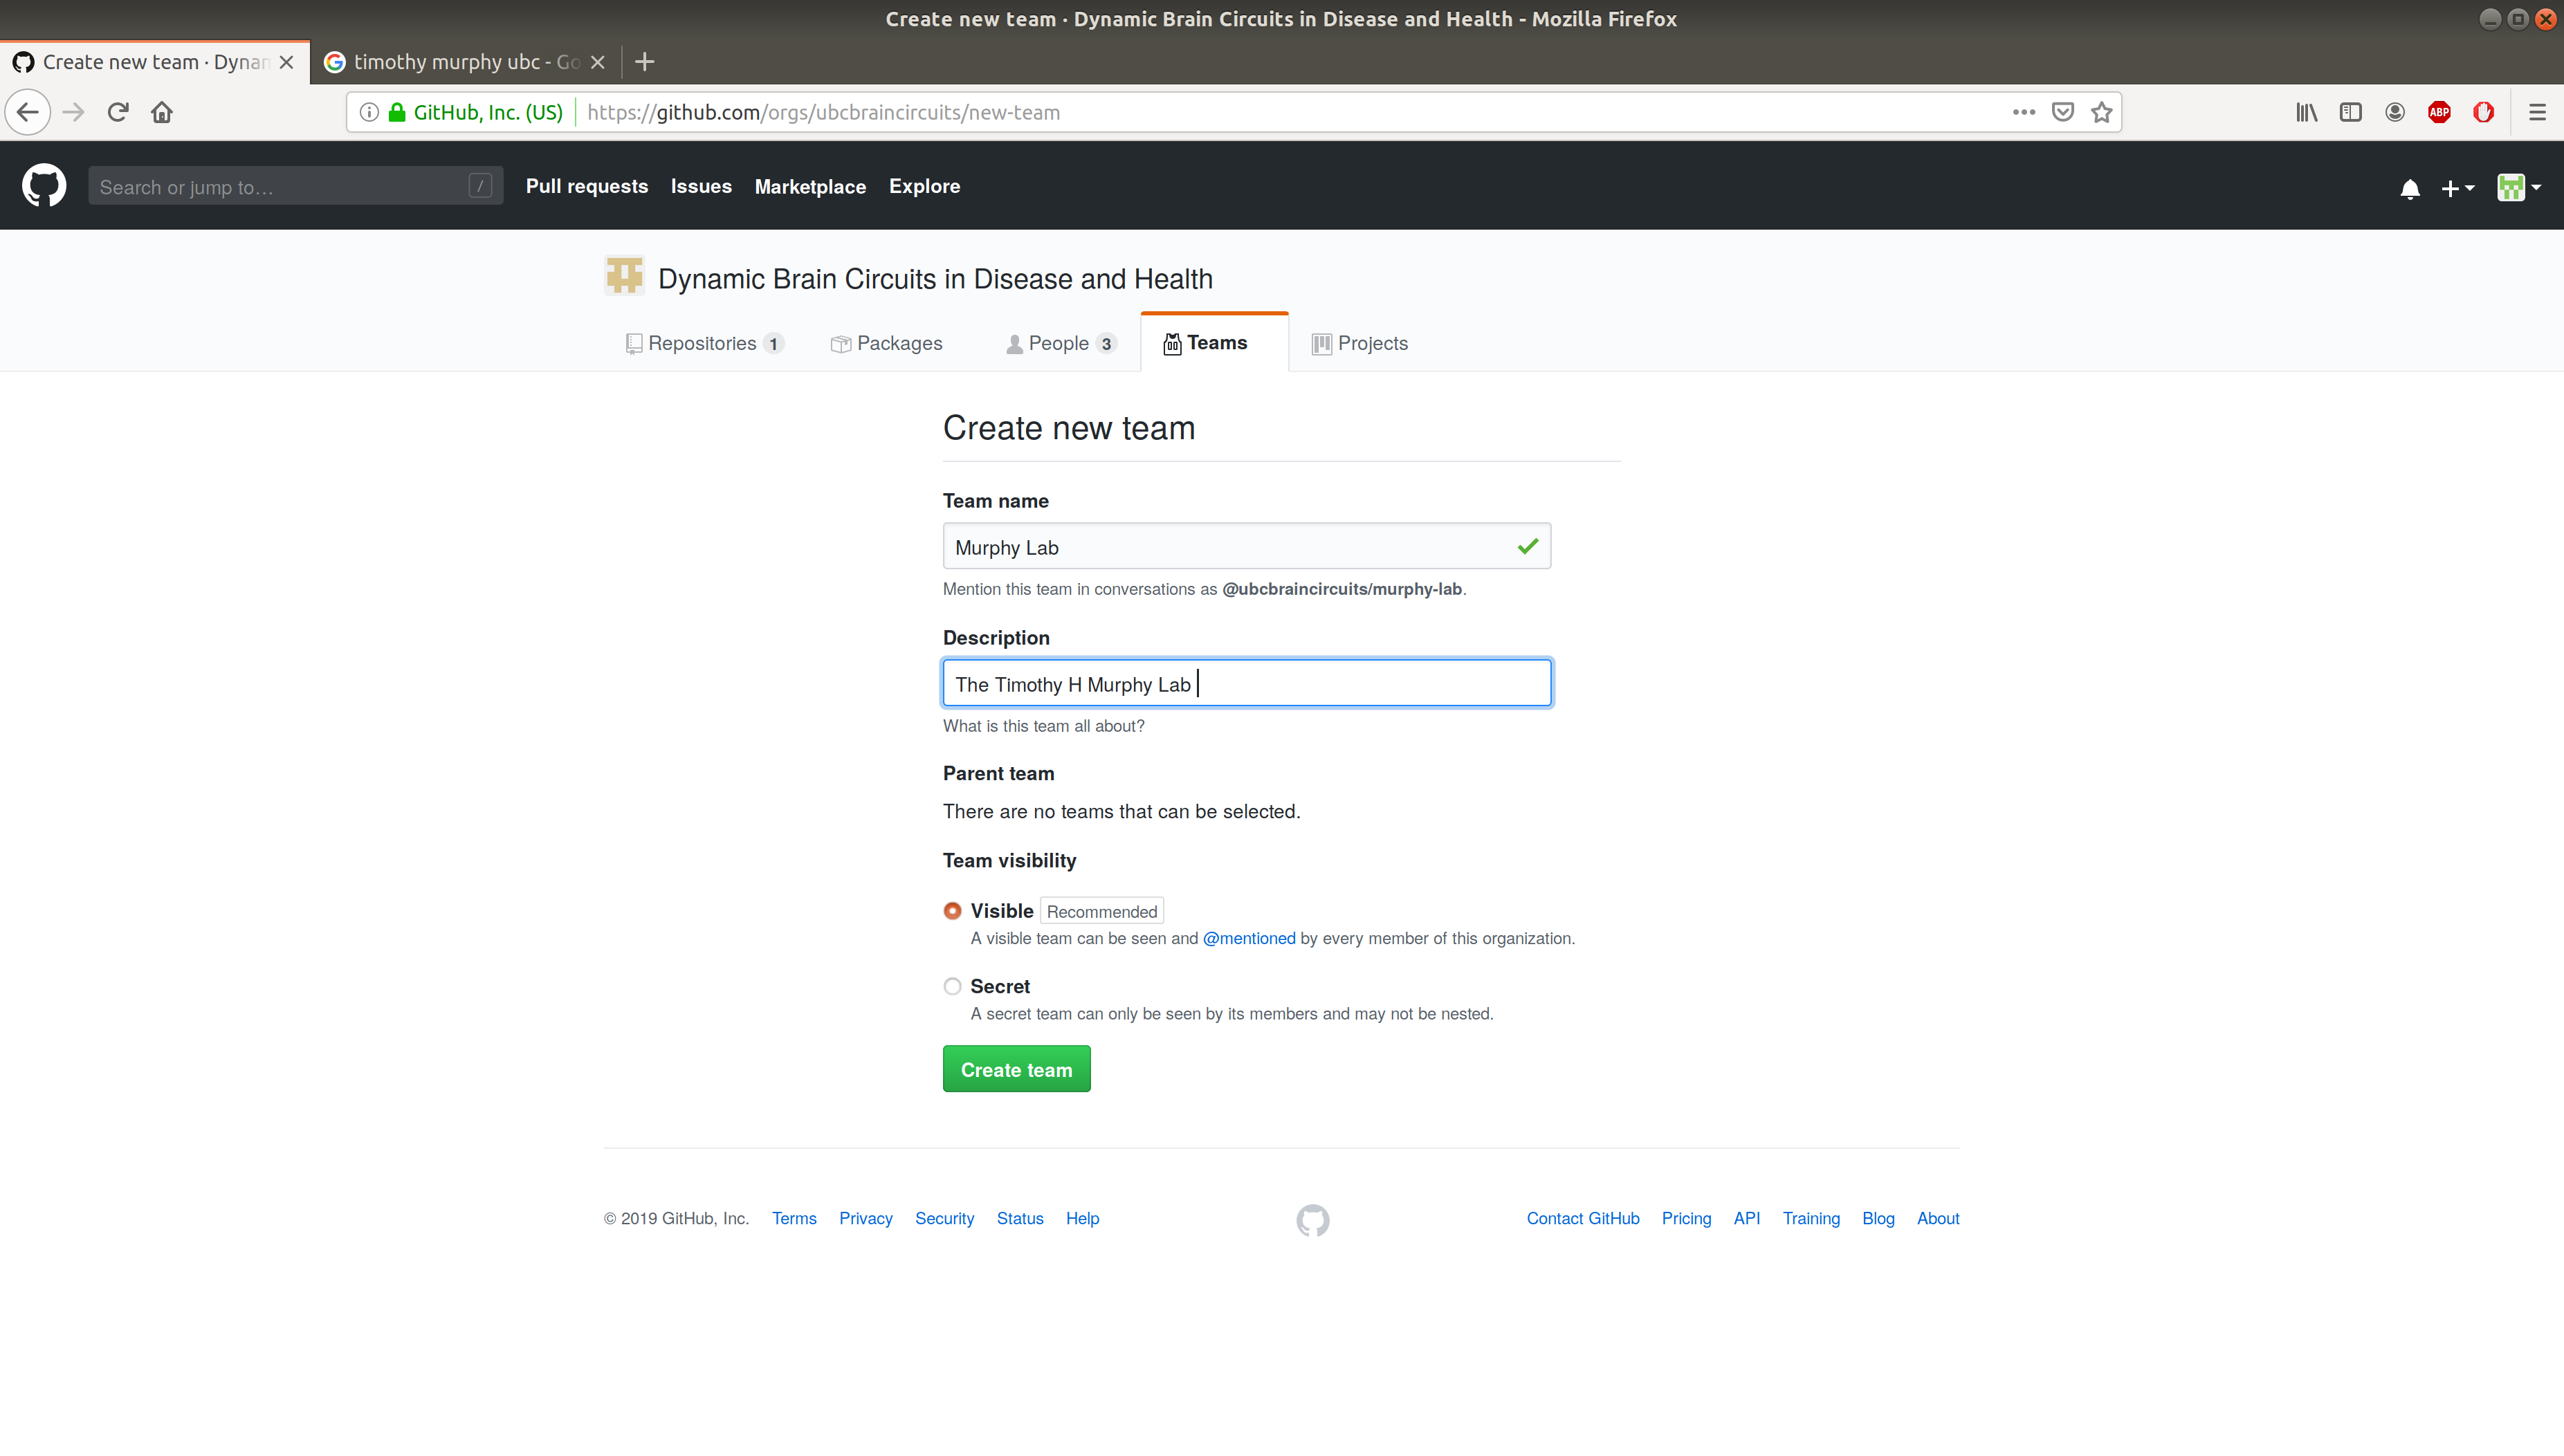 Create new team · Dynamic Brain Circuits in Disease and Health - Mozilla Firefox
Create new team · Dynam
timothy murphy ubc - Go
GitHub, Inc. (US)
https://github.com/orgs/ubcbraincircuits/new-team
ABP
Search or jump to…
/
Pull requests
Issues
Marketplace
Explore
Dynamic Brain Circuits in Disease and Health
Repositories 1
Packages
People 3
Teams
Projects
Create new team
Team name
Murphy Lab
Mention this team in conversations as @ubcbraincircuits/murphy-lab.
Description
The Timothy H Murphy Lab
What is this team all about?
Parent team
There are no teams that can be selected.
Team visibility
Visible Recommended
A visible team can be seen and @mentioned by every member of this organization.
Secret
A secret team can only be seen by its members and may not be nested.
Create team
© 2019 GitHub, Inc. Terms Privacy Security Status Help
Contact GitHub Pricing API Training Blog About